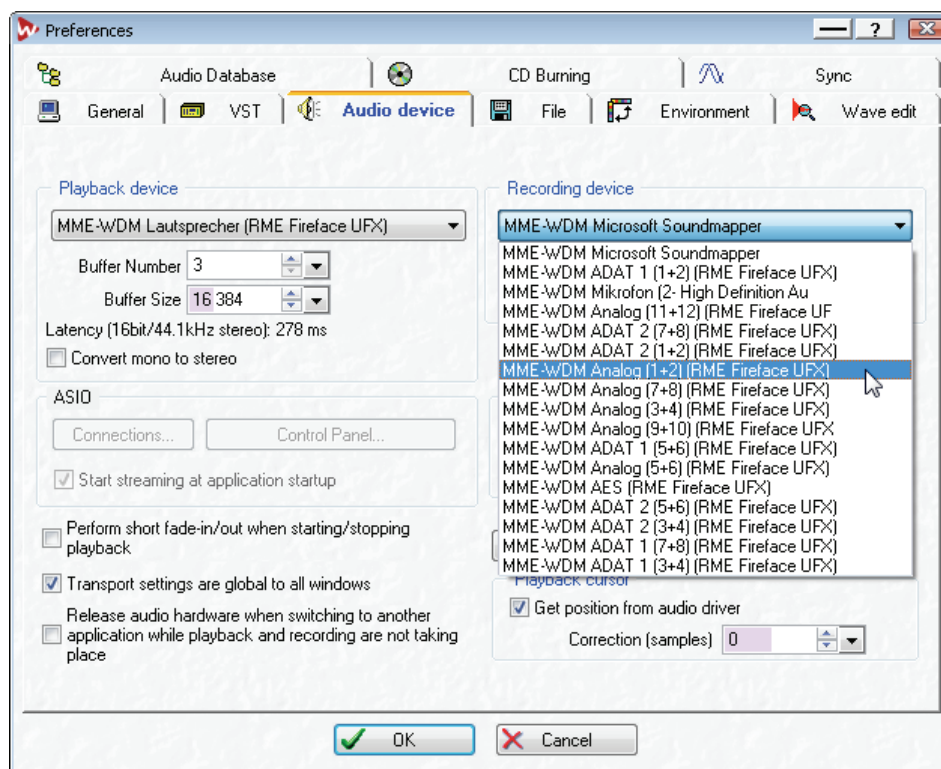 Preferences
?
Audio Database
CD Burning
Sync
General
VST
Audio device
File
Environment
Wave edit
Playback device
MME-WDM Lautsprecher (RME Fireface UFX)
Buffer Number 3
Buffer Size 16 384
Latency (16bit/44.1kHz stereo): 278 ms
Convert mono to stereo
ASIO
Connections...
Control Panel...
Start streaming at application startup
Perform short fade-in/out when starting/stopping
playback
Transport settings are global to all windows
Release audio hardware when switching to another
application while playback and recording are not taking
place
Recording device
MME-WDM Microsoft Soundmapper
MME-WDM Microsoft Soundmapper
MME-WDM ADAT 1 (1+2) (RME Fireface UFX)
MME-WDM Mikrofon (2- High Definition Au
MME-WDM Analog (11+12) (RME Fireface UF
MME-WDM ADAT 2 (7+8) (RME Fireface UFX)
MME-WDM ADAT 2 (1+2) (RME Fireface UFX)
MME-WDM Analog (1+2) (RME Fireface UFX)
MME-WDM Analog (7+8) (RME Fireface UFX)
MME-WDM Analog (3+4) (RME Fireface UFX)
MME-WDM Analog (9+10) (RME Fireface UFX
MME-WDM ADAT 1 (5+6) (RME Fireface UFX)
MME-WDM Analog (5+6) (RME Fireface UFX)
MME-WDM AES (RME Fireface UFX)
MME-WDM ADAT 2 (5+6) (RME Fireface UFX)
MME-WDM ADAT 2 (3+4) (RME Fireface UFX)
MME-WDM ADAT 1 (7+8) (RME Fireface UFX)
MME-WDM ADAT 1 (3+4) (RME Fireface UFX)
Playback cursor
Get position from audio driver
Correction (samples) 0
OK
Cancel